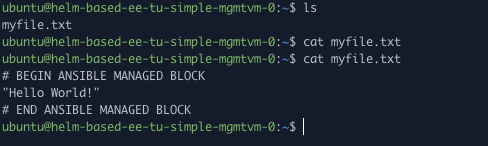 ubuntu@helm-based-ee-tu-simple-mgmtvm-0:~$ ls
myfile.txt
ubuntu@helm-based-ee-tu-simple-mgmtvm-0:~$ cat myfile.txt
ubuntu@helm-based-ee-tu-simple-mgmtvm-0:~$ cat myfile.txt
# BEGIN ANSIBLE MANAGED BLOCK
"Hello World!"
# END ANSIBLE MANAGED BLOCK
ubuntu@helm-based-ee-tu-simple-mgmtvm-0:~$